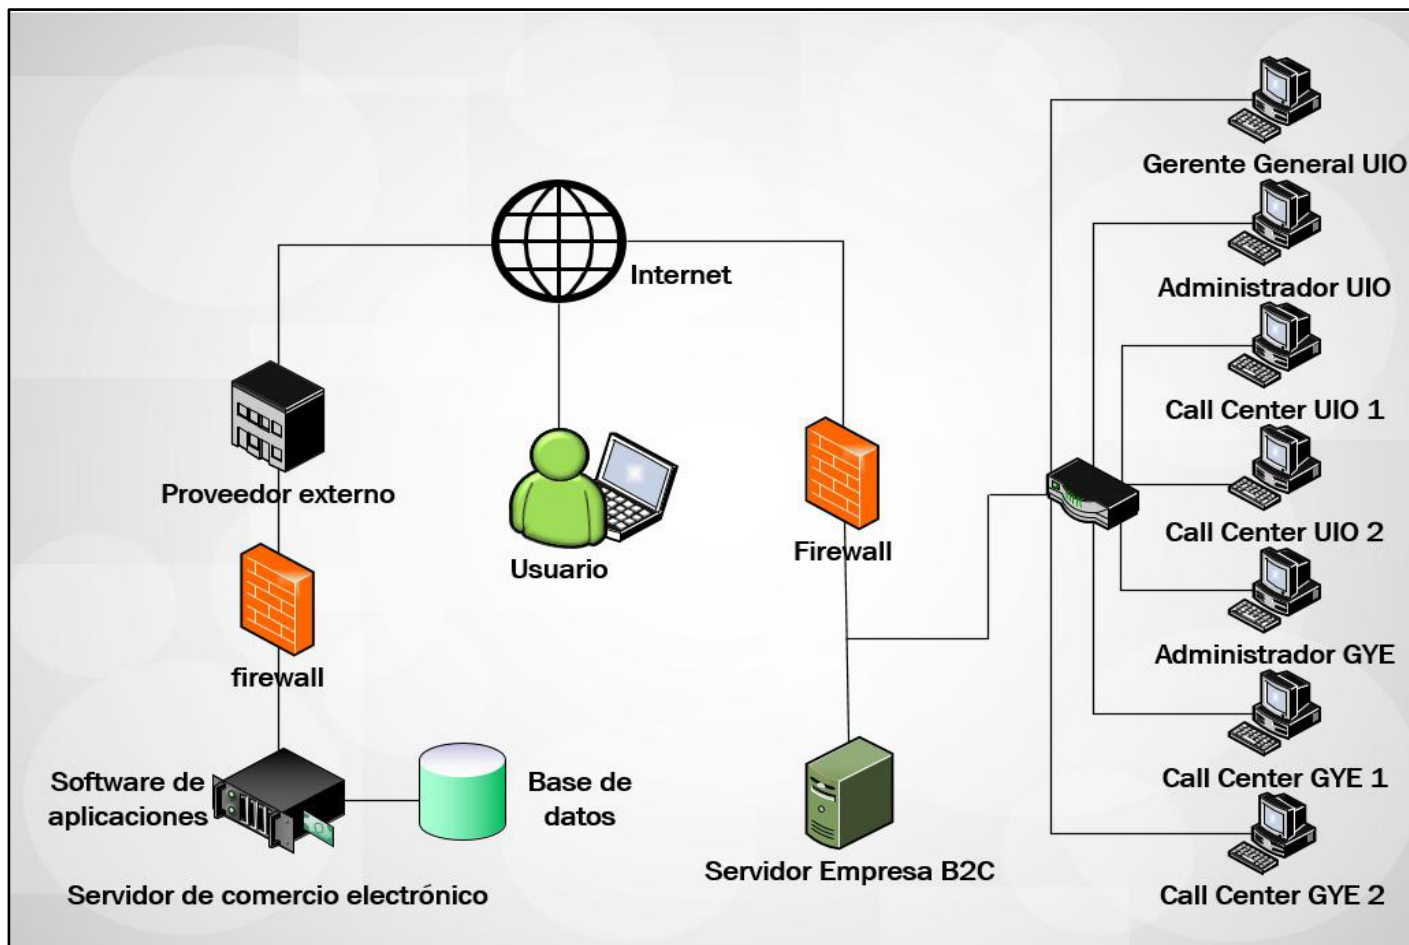 Internet
Proveedor externo
Usuario
Firewall
firewall
Software de
aplicaciones
Base de
datos
Servidor de comercio electrónico
Servidor Empresa B2C
Gerente General UIO
Administrador UIO
Call Center UIO 1
Call Center UIO 2
Administrador GYE
Call Center GYE 1
Call Center GYE 2